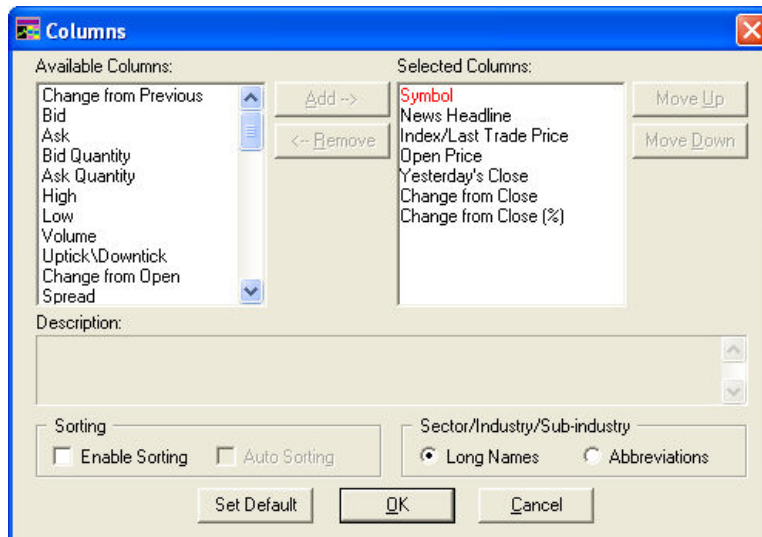 Columns
Available Columns:
Change from Previous
Bid
Ask
Bid Quantity
Ask Quantity
High
Low
Volume
Uptick\Downtick
Change from Open
Spread
Add -->
<-- Remove
Selected Columns:
Symbol
News Headline
Index/Last Trade Price
Open Price
Yesterday's Close
Change from Close
Change from Close (%)
Move Up
Move Down
Description:
Sorting
Enable Sorting
Auto Sorting
Sector/Industry/Sub-industry
Long Names
Abbreviations
Set Default
OK
Cancel